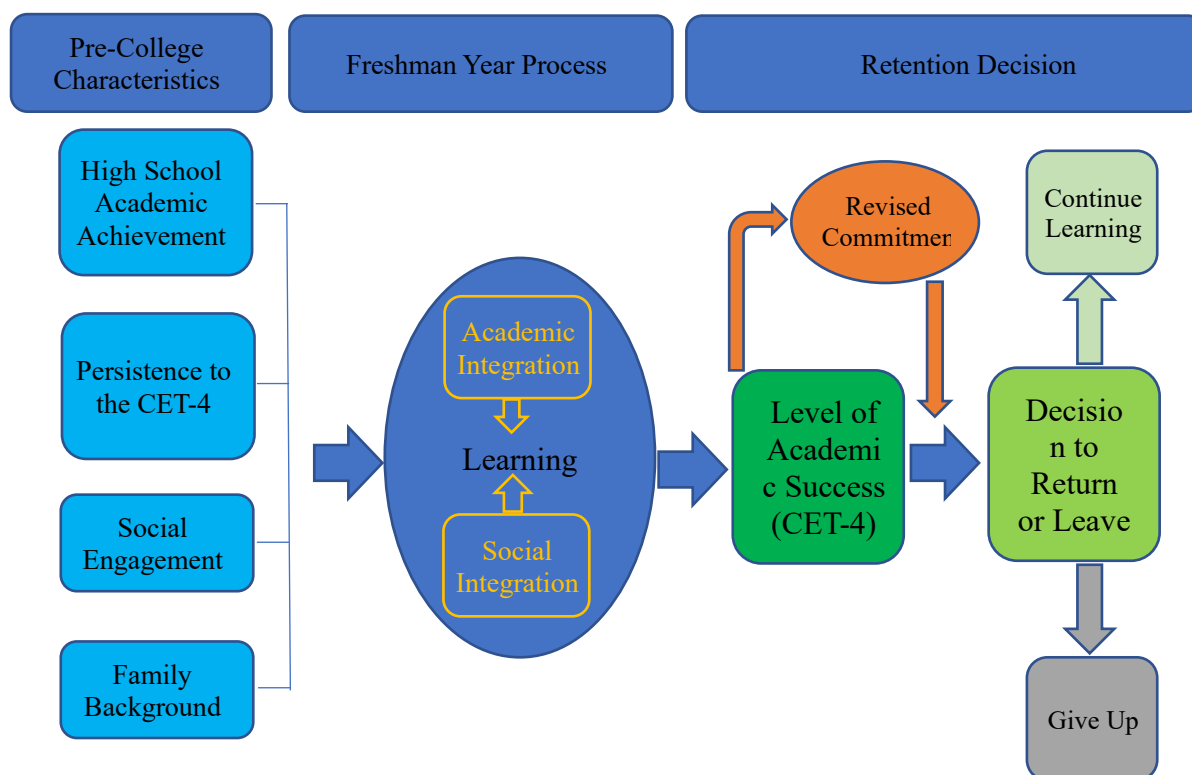 Pre-College
Characteristics
Freshman Year Process
Retention Decision
High School
Academic
Achievement
Persistence to
the CET-4
Social
Engagement
Family
Background
Academic
Integration
Learning
Social
Integration
Level of
Academi
c Success
(CET-4)
Revised
Commitmen
Decisio
n to
Return
or Leave
Continue
Learning
Give Up